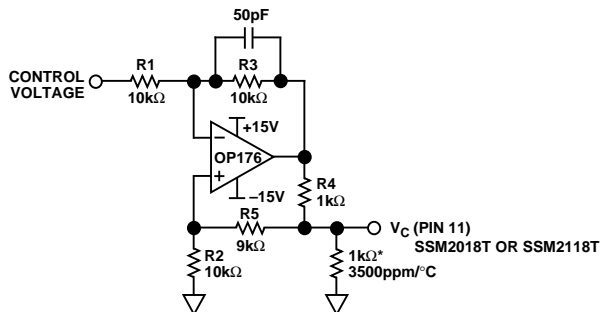 50pF
R1
R3
CONTROL
VOLTAGE
10kΩ
10kΩ
+15V
−
OP176
+
R4
1kΩ
−15V
R5
VC (PIN 11)
SSM2018T OR SSM2118T
9kΩ
R2
10kΩ
1kΩ*
3500ppm/°C